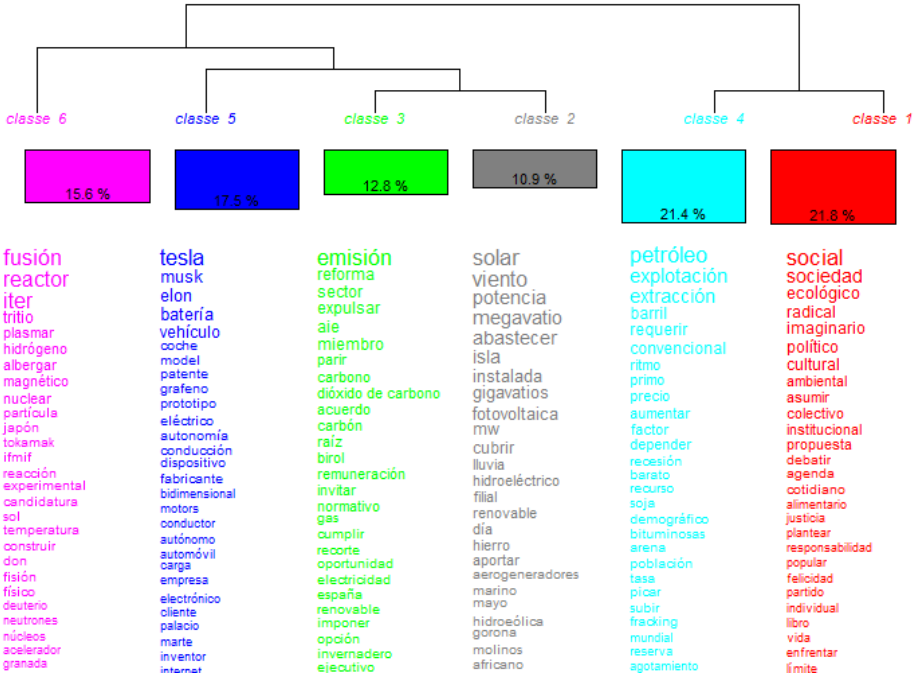 classe 6
classe 5
classe 3
classe 2
classe 4
classe 1
15.6 %
17.5 %
12.8 %
10.9 %
21.4 %
21.8 %
fusión
reactor
iter
tritio
plasmar
hidrógeno
albergar
magnético
nuclear
partícula
japón
tokamak
ifmif
reacción
experimental
candidatura
sol
temperatura
construir
don
fisión
físico
deuterio
neutrones
núcleos
acelerador
granada
tesla
musk
elon
batería
vehículo
coche
model
patente
grafeno
prototipo
eléctrico
autonomía
conducción
dispositivo
fabricante
bidimensional
motors
conductor
autónomo
automóvil
carga
empresa
electrónico
cliente
palacio
marte
inventor
internet
emisión
reforma
sector
expulsar
aie
miembro
parir
carbono
dióxido de carbono
acuerdo
carbón
raíz
birol
remuneración
invitar
normativo
gas
cumplir
recorte
oportunidad
electricidad
españa
renovable
imponer
opción
invernadero
ejecutivo
solar
viento
potencia
megavatio
abastecer
isla
instalada
gigavatios
fotovoltaica
mw
cubrir
lluvia
hidroeléctrico
filial
renovable
día
hierro
aportar
aerogeneradores
marino
mayo
hidroeólica
gorona
molinos
africano
petróleo
explotación
extracción
barril
requerir
convencional
ritmo
primo
precio
aumentar
factor
depender
recesión
barato
recurso
soja
demográfico
bituminosas
arena
población
tasa
picar
subir
fracking
mundial
reserva
agotamiento
social
sociedad
ecológico
radical
imaginario
político
cultural
ambiental
asumir
colectivo
institucional
propuesta
debatir
agenda
cotidiano
alimentario
justicia
plantear
responsabilidad
popular
felicidad
partido
individual
libro
vida
enfrentar
límite